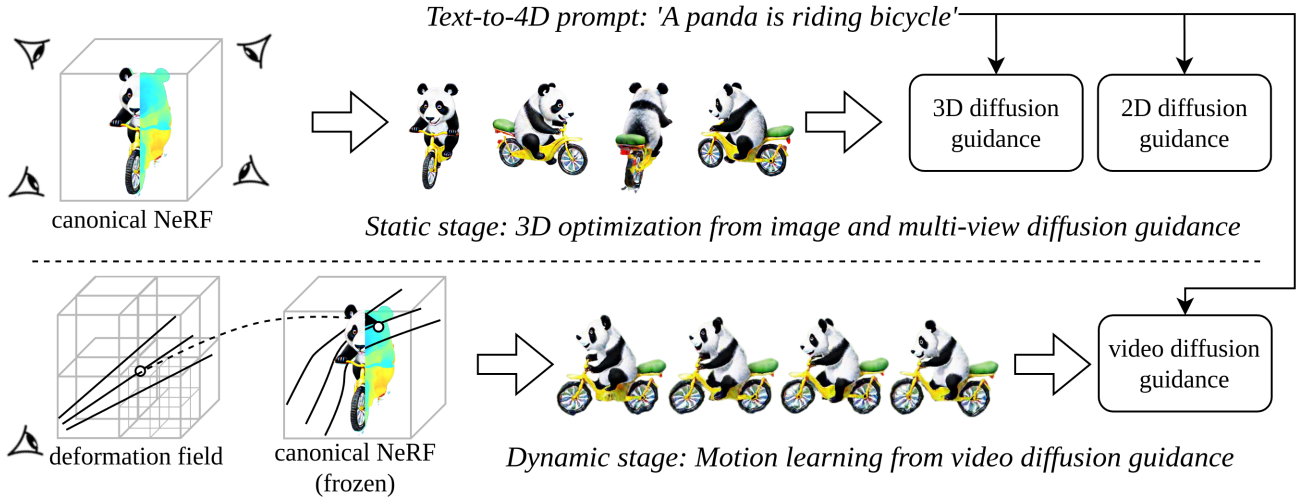 Text-to-4D prompt: 'A panda is riding bicycle'
3D diffusion
guidance
2D diffusion
guidance
canonical NeRF
Static stage: 3D optimization from image and multi-view diffusion guidance
video diffusion
guidance
deformation field
canonical NeRF
(frozen)
Dynamic stage: Motion learning from video diffusion guidance